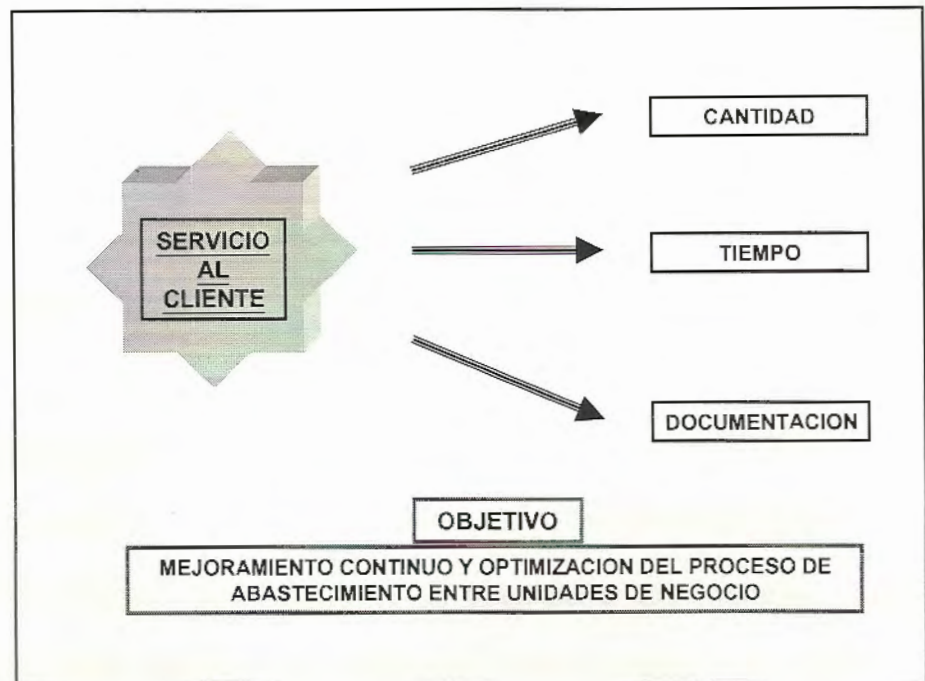 SERVICIO
AL
CLIENTE
CANTIDAD
TIEMPO
DOCUMENTACION
OBJETIVO
MEJORAMIENTO CONTINUO Y OPTIMIZACION DEL PROCESO DE
ABASTECIMIENTO ENTRE UNIDADES DE NEGOCIO